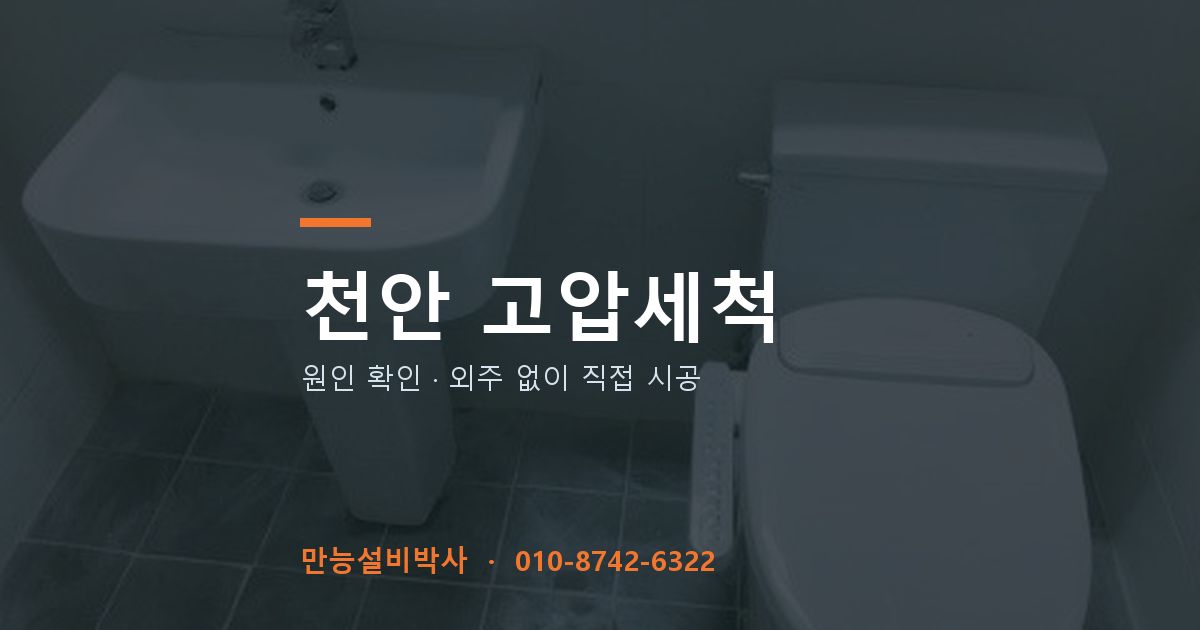 천안 고압세척
원인 확인 · 외주 없이 직접 시공
만능설비박사 · 010-8742-6322